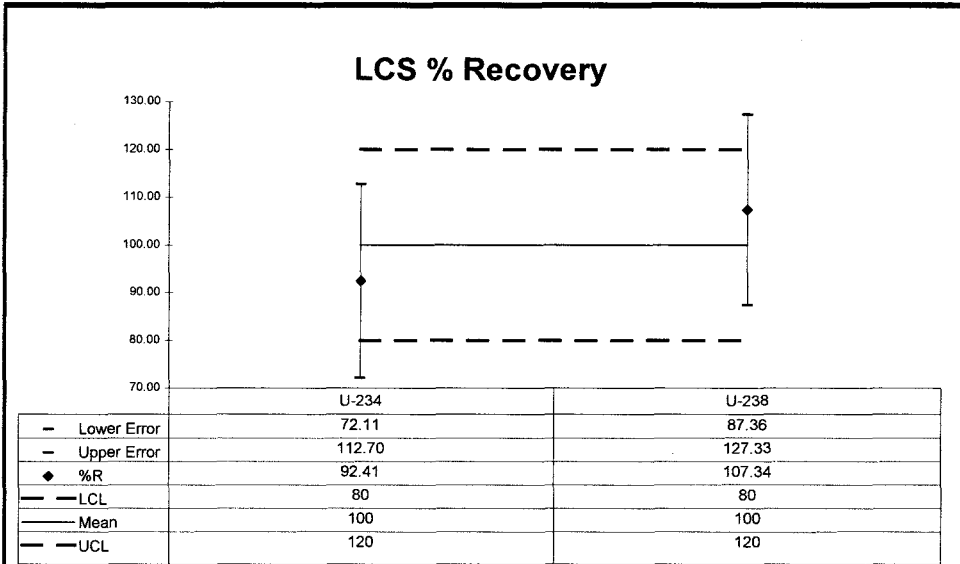 LCS % Recovery
130.00
120.00
110.00
100.00
90.00
80.00
70.00
U-234 U-238
Lower Error 72.11 87.36
Upper Error 112.70 127.33
%R 92.41 107.34
LCL 80 80
Mean 100 100
UCL 120 120